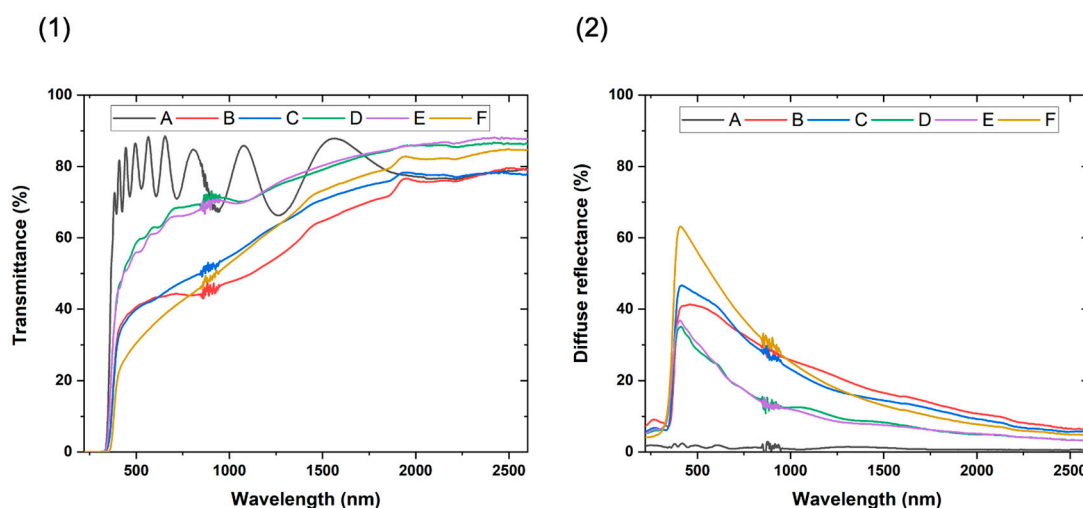 (1)
(2)
A B C D E F
100
80
60
40
20
0
Transmittance (%)
500 1000 1500 2000 2500
Wavelength (nm)
A B C D E F
100
80
60
40
20
0
Diffuse reflectance (%)
500 1000 1500 2000 2500
Wavelength (nm)